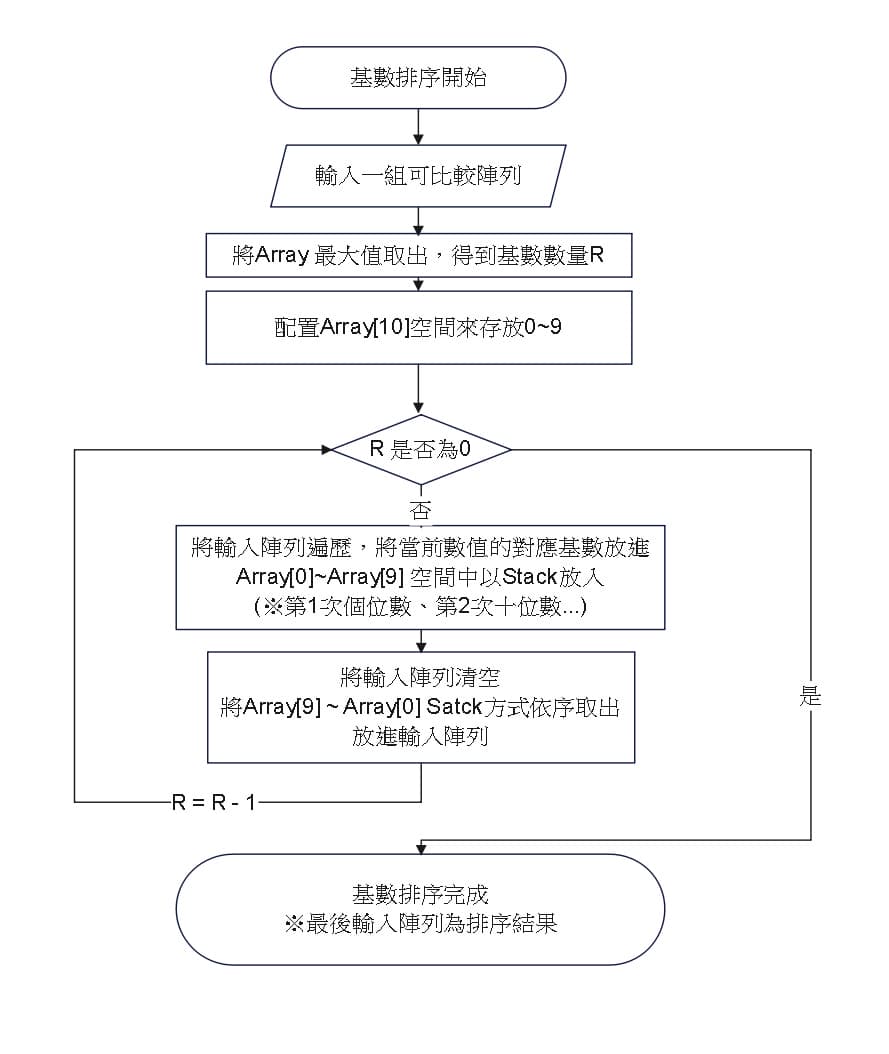 基數排序開始
輸入一組可比較陣列
將Array 最大值取出，得到基數數量R
配置Array[10]空間來存放0~9
R 是否為0
否
將輸入陣列遍歷，將當前數值的對應基數放進
Array[0]~Array[9] 空間中以Stack放入
(※第1次個位數、第2次十位數...)
將輸入陣列清空
將Array[9] ~ Array[0] Satck方式依序取出
放進輸入陣列
是
R = R - 1
基數排序完成
※最後輸入陣列為排序結果